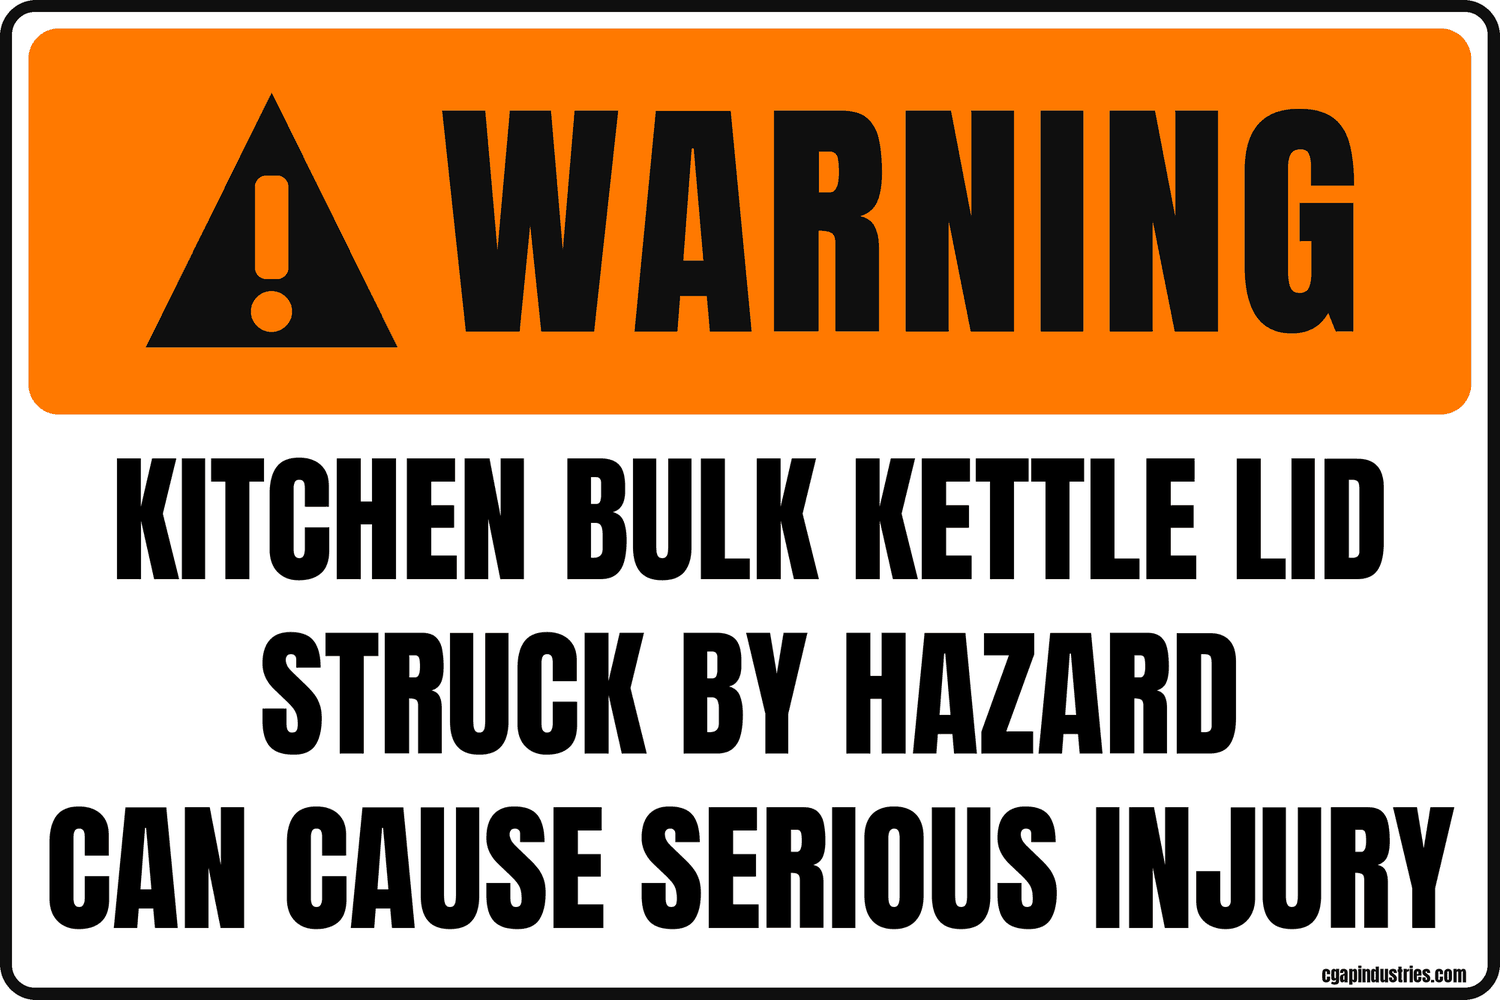 WARNING
KITCHEN BULK KETTLE LID
STRUCK BY HAZARD
CAN CAUSE SERIOUS INJURY
cgapindustries.com